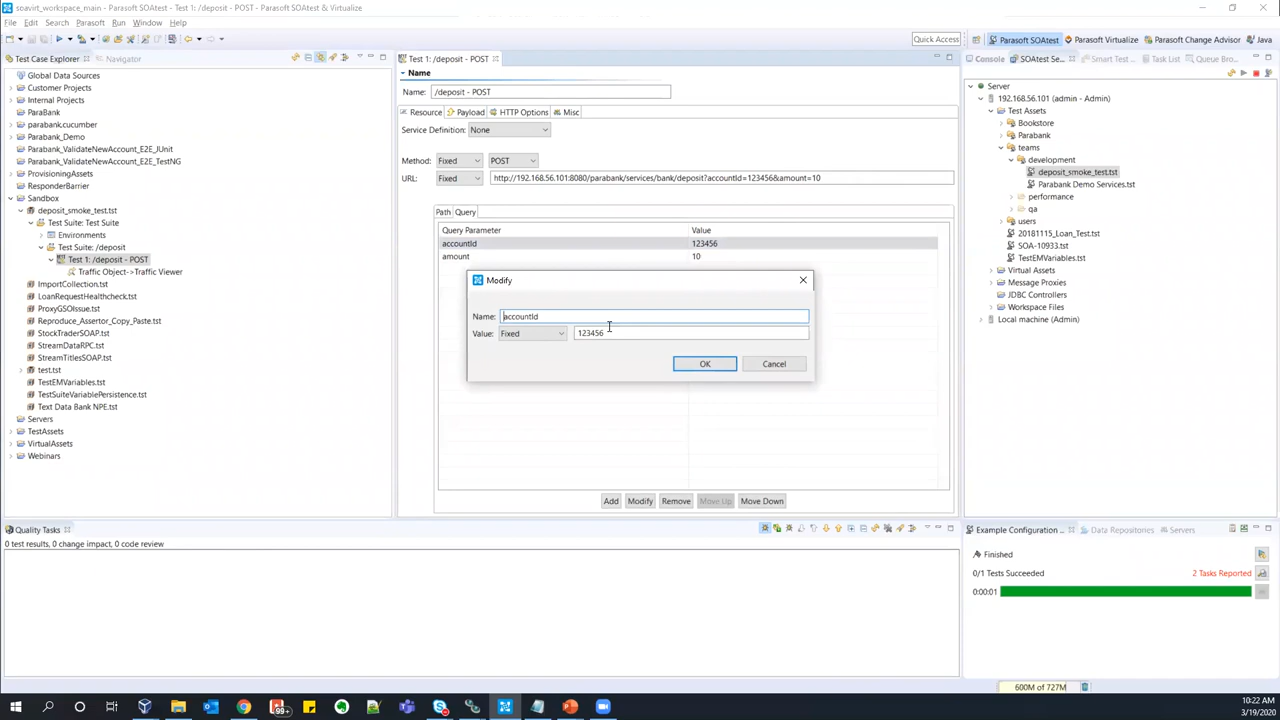 soavirt_workspace_main - Test 1: /deposit - POST - Parasoft SOAtest & Virtualize
File Edit Search Parasoft Run Window Help
Quick Access
Parasoft SOAtest Parasoft Virtualize Parasoft Change Advisor Java
Test Case Explorer Navigator
Global Data Sources
Customer Projects
Internal Projects
ParaBank
parabank.cucumber
Parabank_Demo
Parabank_ValidateNewAccount_E2E_JUnit
Parabank_ValidateNewAccount_E2E_TestNG
ProvisioningAssets
ResponderBarrier
Sandbox
deposit_smoke_test.tst
Test Suite: Test Suite
Environments
Test Suite: /deposit
Test 1: /deposit - POST
Traffic Object->Traffic Viewer
ImportCollection.tst
LoanRequestHealthcheck.tst
ProxyGSOIssue.tst
Reproduce_Assertor_Copy_Paste.tst
StockTraderSOAP.tst
StreamDataRPC.tst
StreamTitlesSOAP.tst
test.tst
TestEMVariables.tst
TestSuiteVariablePersistence.tst
Text Data Bank NPE.tst
Servers
TestAssets
VirtualAssets
Webinars
Test 1: /deposit - POST
Name
Name: /deposit - POST
Resource Payload HTTP Options Misc
Service Definition: None
Method: Fixed POST
URL: Fixed http://192.168.56.101:8080/parabank/services/bank/deposit?accountId=123456&amount=10
Path Query
Query Parameter Value
accountId 123456
amount 10
Modify
Name: accountId
Value: Fixed 123456
OK Cancel
Add Modify Remove Move Up Move Down
Console SOAtest Se... Smart Test... Task List Queue Bro...
Server
192.168.56.101 (admin - Admin)
Test Assets
Bookstore
Parabank
teams
development
deposit_smoke_test.tst
Parabank Demo Services.tst
performance
qa
users
20181115_Loan_Test.tst
SOA-10933.tst
TestEMVariables.tst
Virtual Assets
Message Proxies
JDBC Controllers
Local machine (Admin)
Quality Tasks
0 test results, 0 change impact, 0 code review
Example Configuration ... Data Repositories Servers
Finished
0/1 Tests Succeeded 2 Tasks Reported
0:00:01
600M of 727M
99+
10:22 AM
3/19/2020